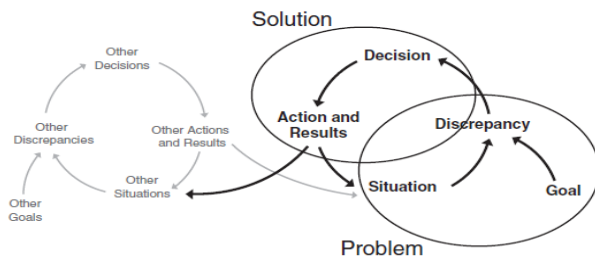 Solution
Other
Decisions
Decision
Other
Discrepancies
Other Actions
and Results
Action and
Results
Discrepancy
Other
Situations
Situation
Goal
Other
Goals
Problem